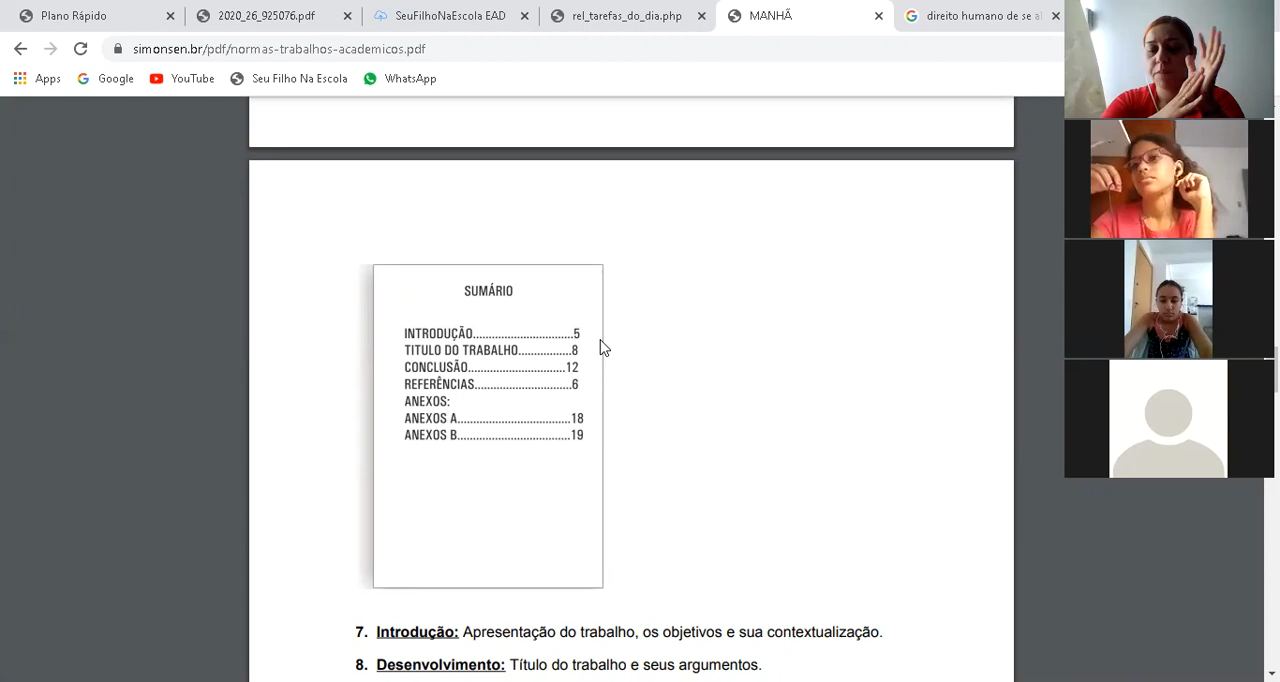 Plano Rápido
2020_26_925076.pdf
SeuFilhoNaEscola EAD
rel_tarefas_do_dia.php
MANHÃ
direito humano de se al
simonsen.br/pdf/normas-trabalhos-academicos.pdf
Apps
Google
YouTube
Seu Filho Na Escola
WhatsApp
SUMÁRIO
INTRODUÇÃO................................5
TITULO DO TRABALHO.................8
CONCLUSÃO..............................12
REFERÊNCIAS..............................6
ANEXOS:
ANEXOS A...................................18
ANEXOS B...................................19
7. Introdução: Apresentação do trabalho, os objetivos e sua contextualização.
8. Desenvolvimento: Título do trabalho e seus argumentos.